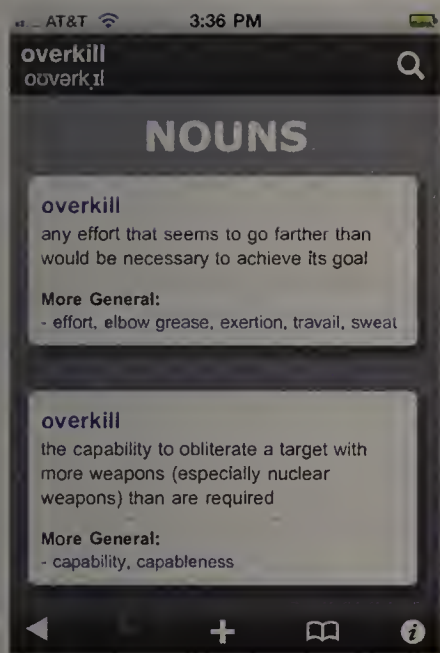 AT&T 3:36 PM
overkill
oʊvərkˌɪl
NOUNS
overkill
any effort that seems to go farther than
would be necessary to achieve its goal
More General:
- effort, elbow grease, exertion, travail, sweat
overkill
the capability to obliterate a target with
more weapons (especially nuclear
weapons) than are required
More General:
- capability, capableness